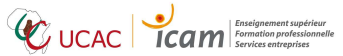 UCAC icam
Enseignement supérieur
Formation professionnelle
Services entreprises